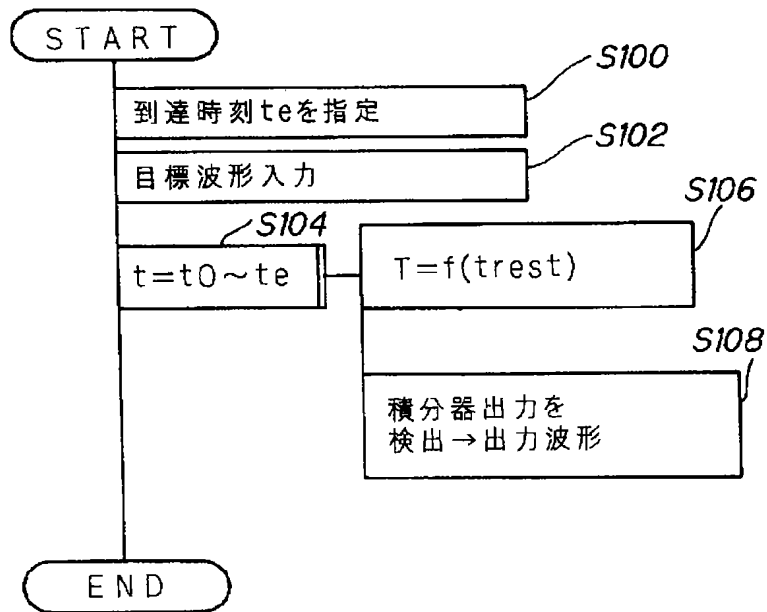 START
S100
到達時刻teを指定
S102
目標波形入力
S104
t=t0～te
S106
T=f(trest)
S108
積分器出力を
検出→出力波形
END